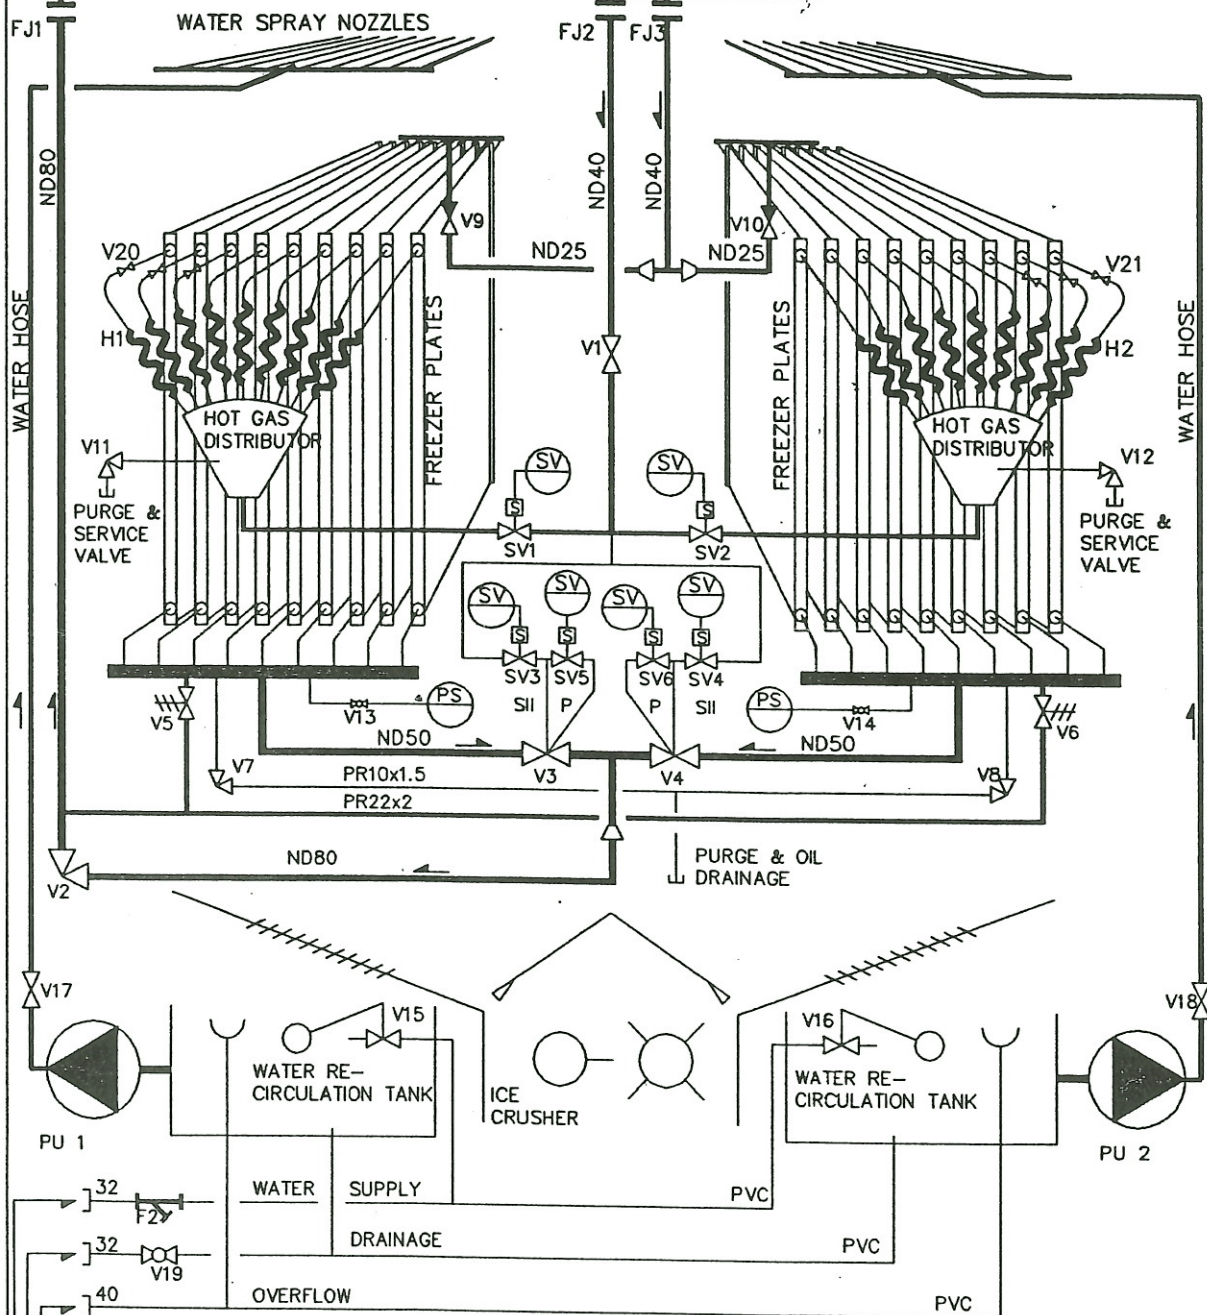 WATER SPRAY NOZZLES
FJ1
FJ2
FJ3
ND80
ND40
ND40
V9
V10
ND25
ND25
V20
V21
WATER HOSE
WATER HOSE
H1
H2
V1
FREEZER PLATES
FREEZER PLATES
HOT GAS
DISTRIBUTOR
HOT GAS
DISTRIBUTOR
V11
V12
PURGE &
SERVICE
VALVE
PURGE &
SERVICE
VALVE
SV
SV
S
S
SV1
SV2
SV
SV
SV
SV
S
S
S
S
SV3
SV5
SV6
SV4
PS
PS
SII
P
P
SII
V5
V13
V14
V6
ND50
ND50
V7
V3
V4
V8
PR10x1.5
PR22x2
ND80
V2
PURGE & OIL
DRAINAGE
V17
V18
V15
V16
WATER RE-
CIRCULATION TANK
WATER RE-
CIRCULATION TANK
ICE
CRUSHER
PU 1
PU 2
32
WATER SUPPLY
PVC
F2
32
DRAINAGE
PVC
V19
40
OVERFLOW
PVC